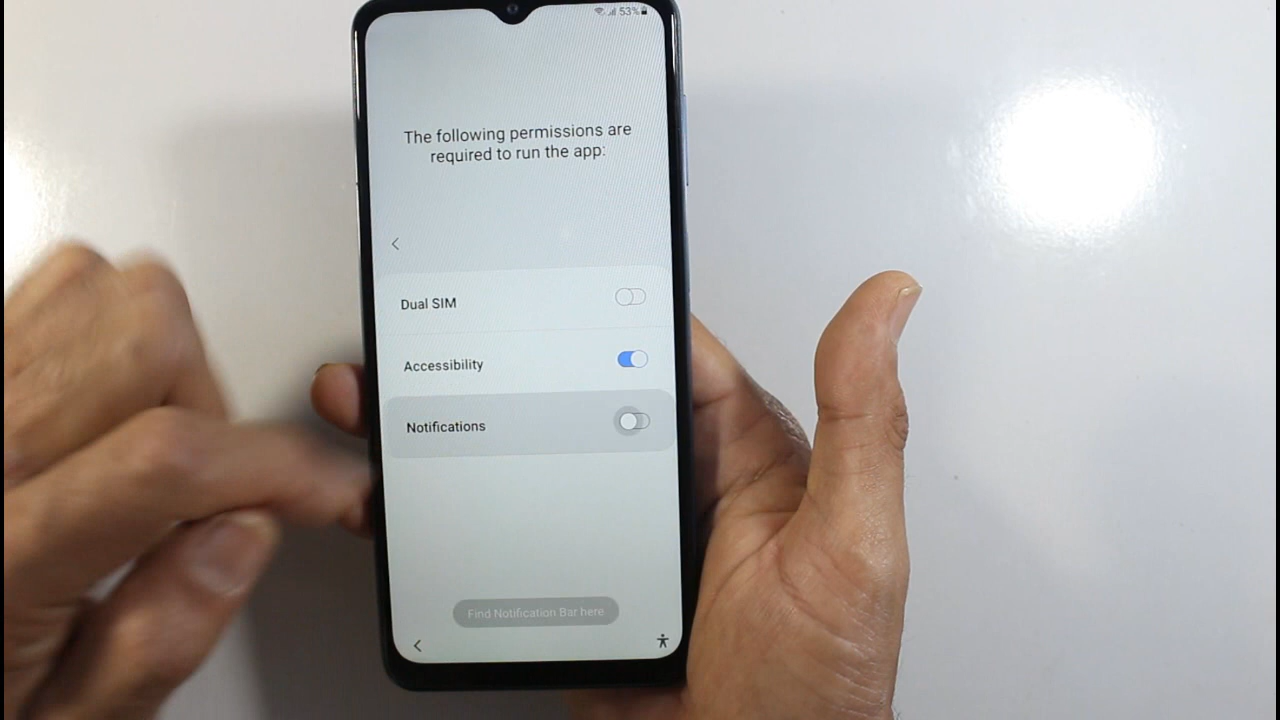 53%
The following permissions are
required to run the app:
Dual SIM
Accessibility
Notifications
Find Notification Bar here